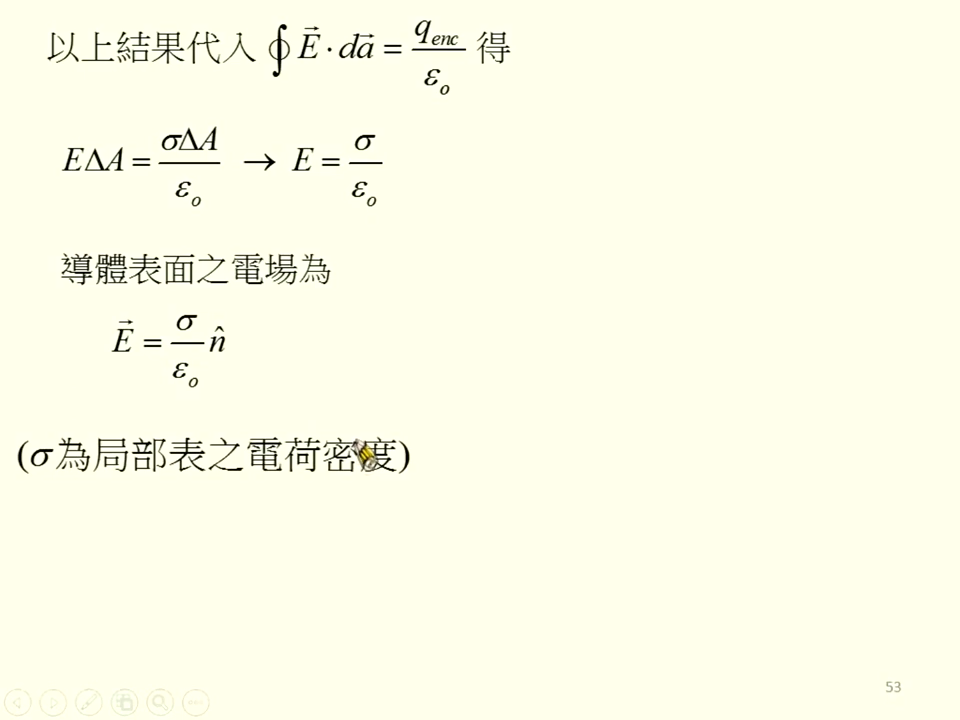 以上結果代入 ∮E⃗·da⃗ = q_enc/ε_o 得
EΔA = σΔA/ε_o → E = σ/ε_o
導體表面之電場為
E⃗ = σ/ε_o n̂
(σ為局部表之電荷密度)
53